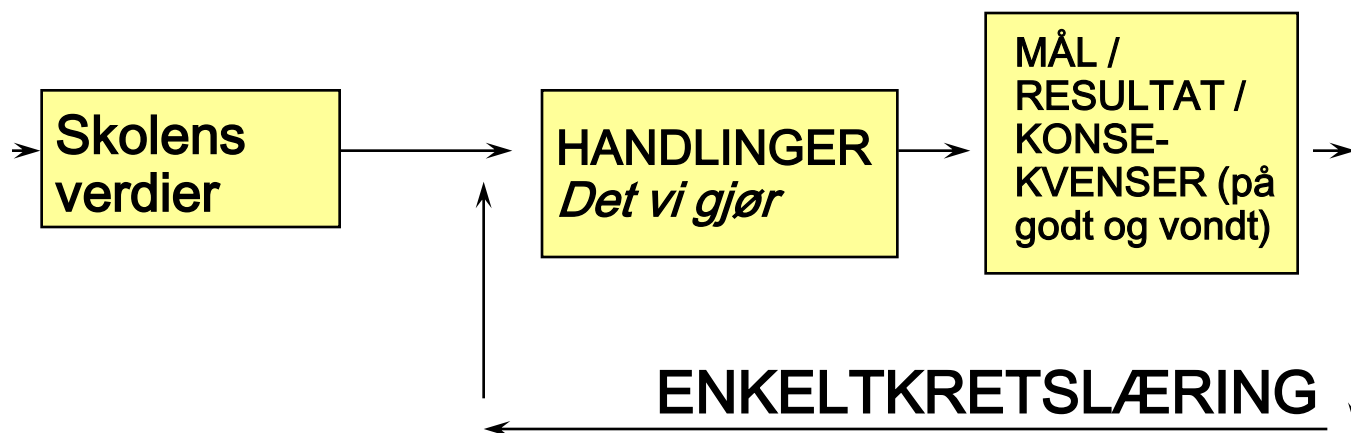 Skolens
verdier
HANDLINGER
Det vi gjør
MÅL /
RESULTAT /
KONSE-
KVENSER (på
godt og vondt)
ENKELTKRETSLÆRING